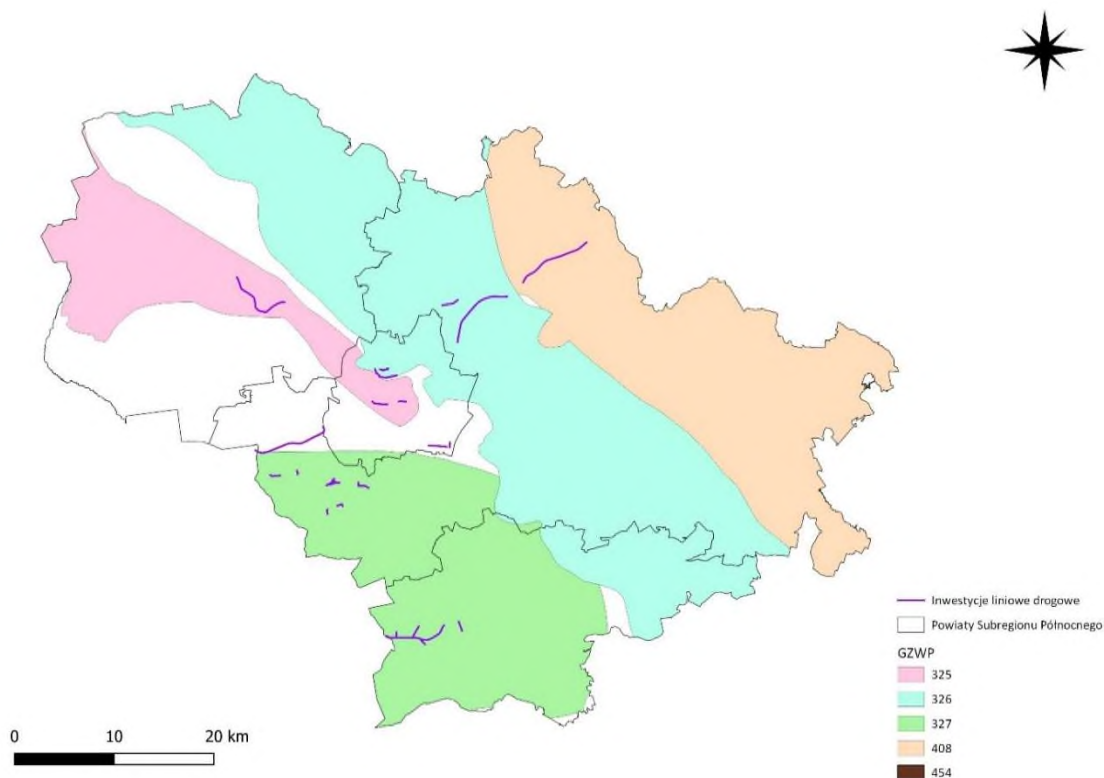 Inwestycje liniowe drogowe
Powiaty Subregionu Północnego
GZWP
325
326
327
408
454
0 10 20 km